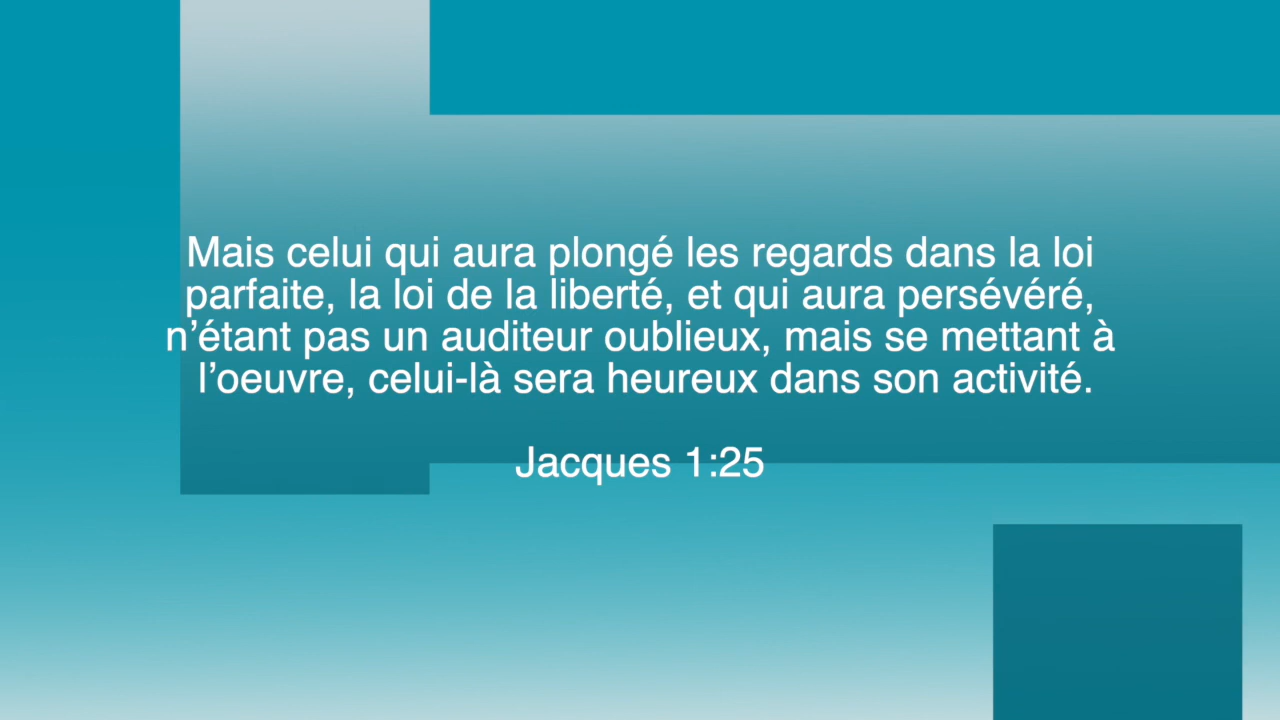 Mais celui qui aura plongé les regards dans la loi
parfaite, la loi de la liberté, et qui aura persévéré,
n’étant pas un auditeur oublieux, mais se mettant à
l’oeuvre, celui-là sera heureux dans son activité.
Jacques 1:25